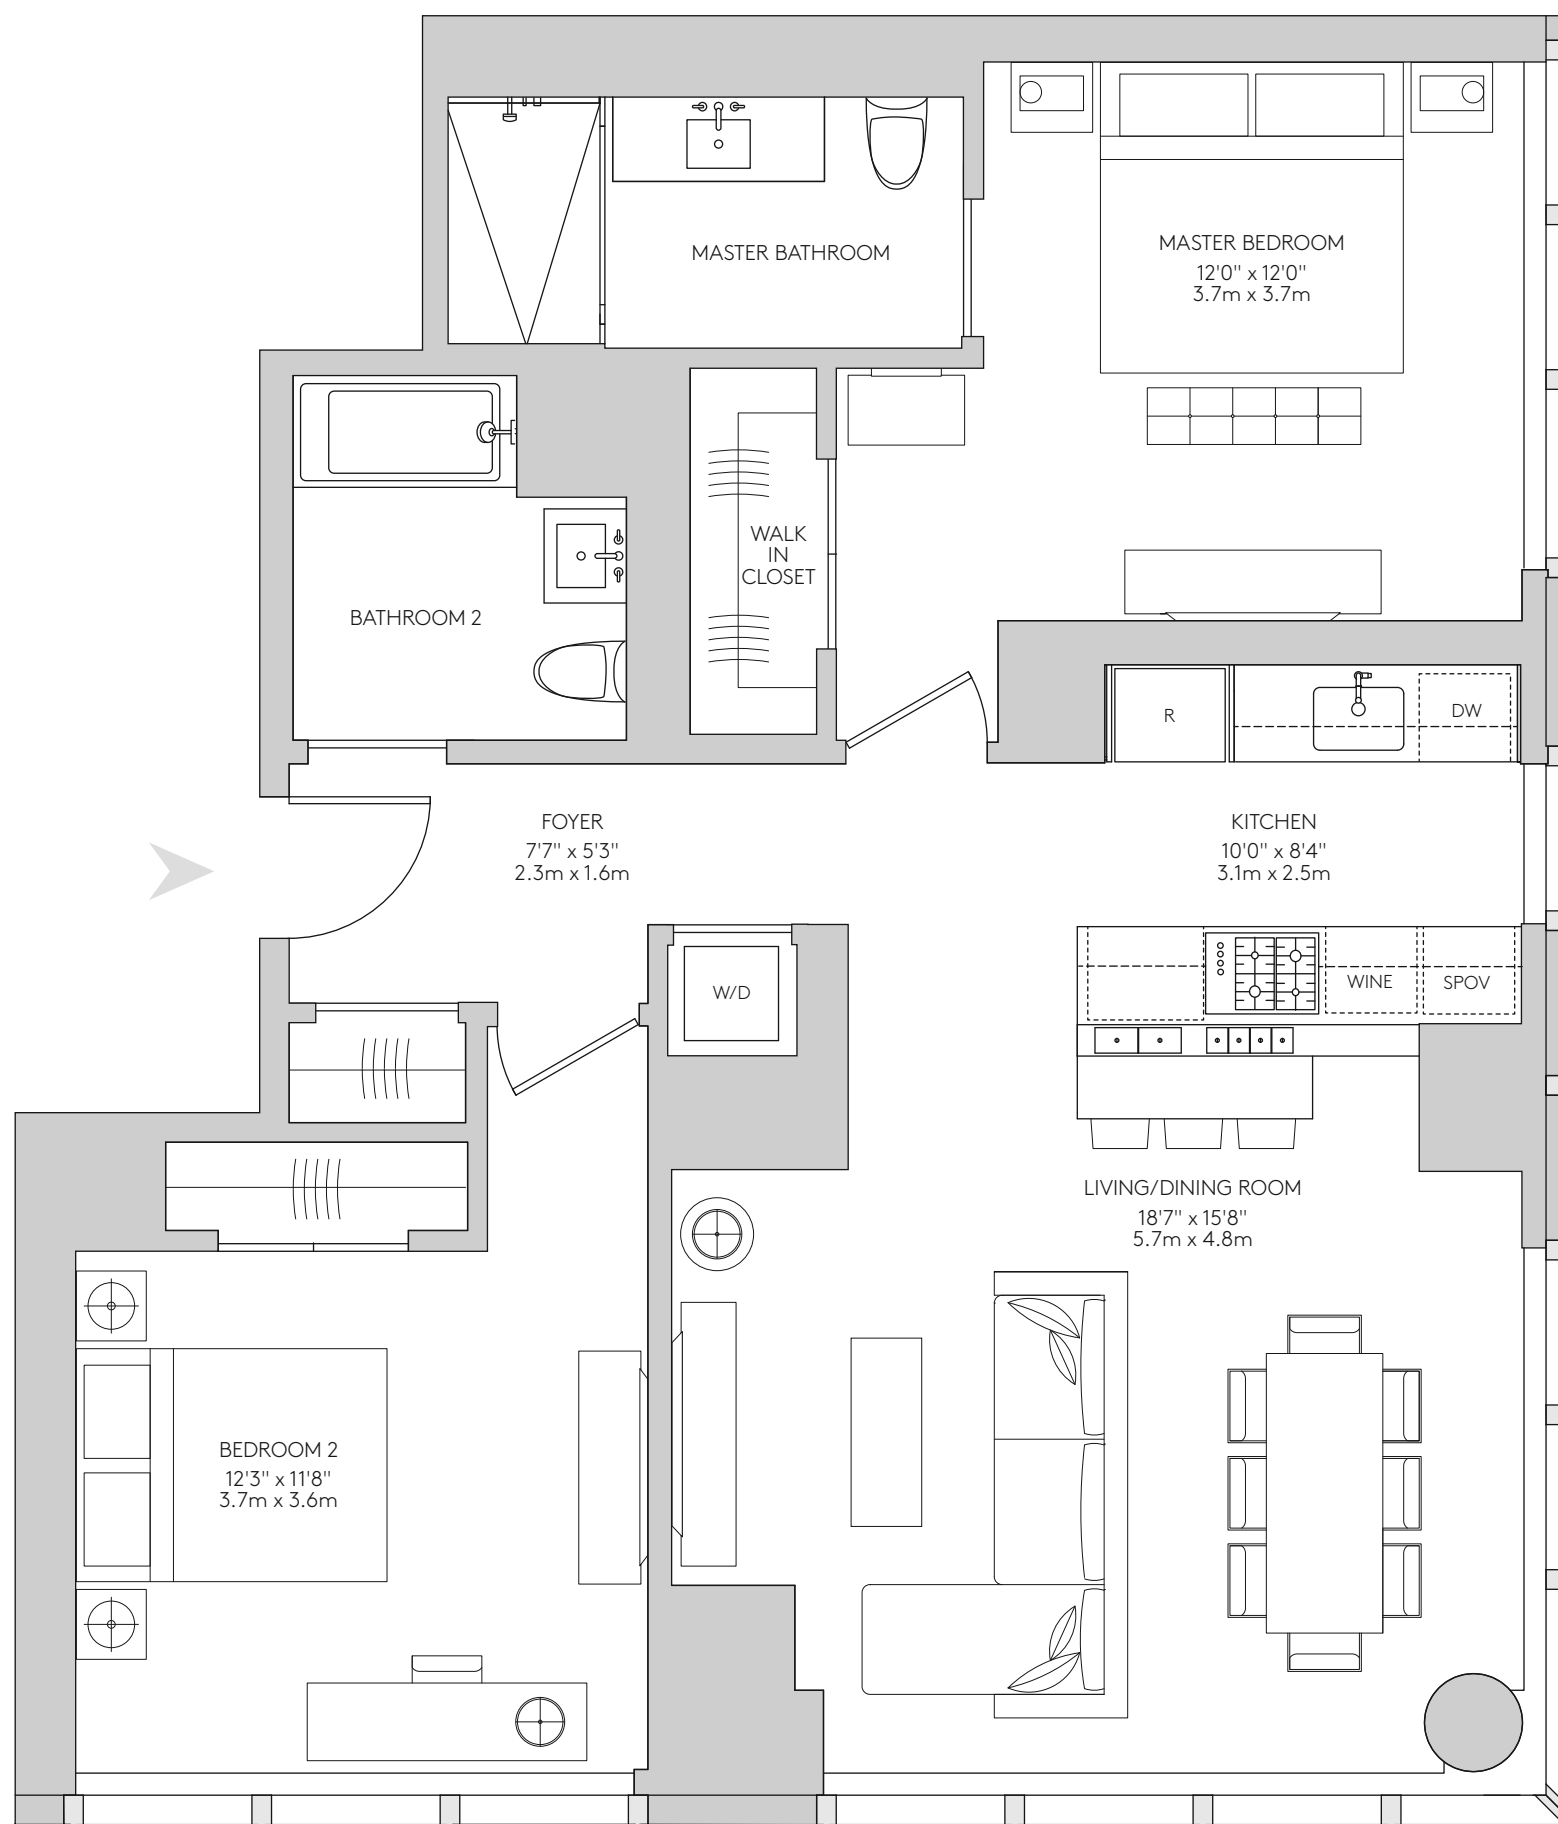 MASTER BATHROOM
MASTER BEDROOM
12'0" x 12'0"
3.7m x 3.7m
WALK
IN
CLOSET
BATHROOM 2
R
DW
FOYER
7'7" x 5'3"
2.3m x 1.6m
KITCHEN
10'0" x 8'4"
3.1m x 2.5m
W/D
WINE
SPOV
LIVING/DINING ROOM
18'7" x 15'8"
5.7m x 4.8m
BEDROOM 2
12'3" x 11'8"
3.7m x 3.6m